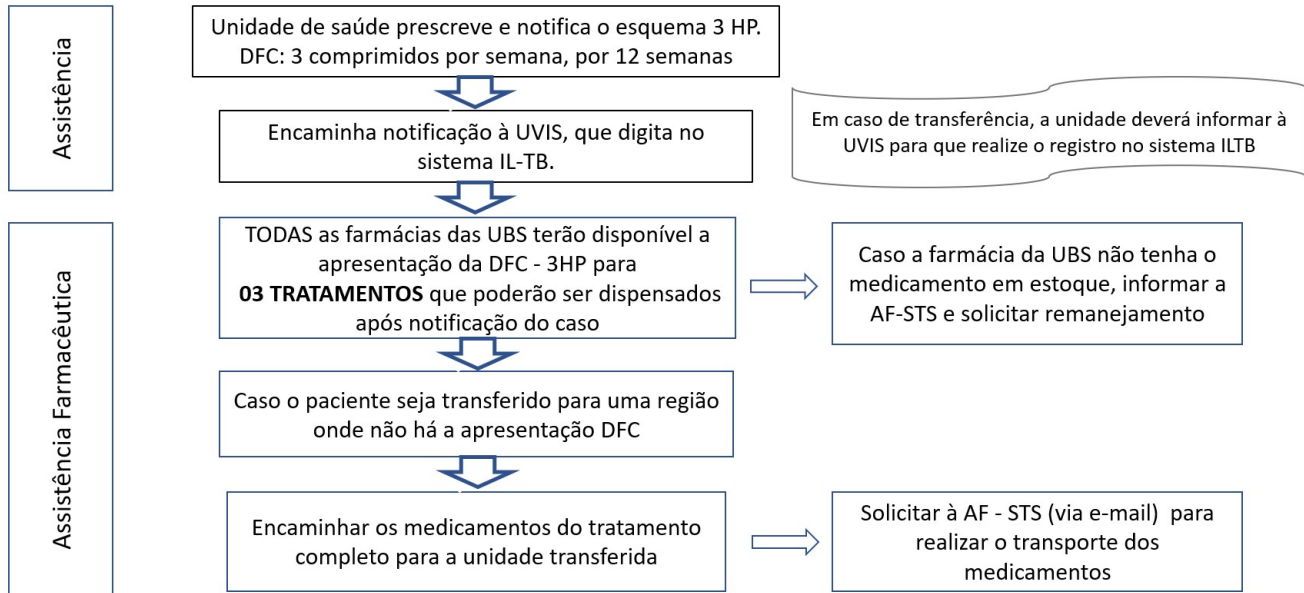 Assistência
Unidade de saúde prescreve e notifica o esquema 3 HP.
DFC: 3 comprimidos por semana, por 12 semanas
Encaminha notificação à UVIS, que digita no
sistema IL-TB.
Em caso de transferência, a unidade deverá informar à
UVIS para que realize o registro no sistema ILTB
Assistência Farmacêutica
TODAS as farmácias das UBS terão disponível a
apresentação da DFC - 3HP para
03 TRATAMENTOS que poderão ser dispensados
após notificação do caso
Caso a farmácia da UBS não tenha o
medicamento em estoque, informar a
AF-STS e solicitar remanejamento
Caso o paciente seja transferido para uma região
onde não há a apresentação DFC
Encaminhar os medicamentos do tratamento
completo para a unidade transferida
Solicitar à AF - STS (via e-mail) para
realizar o transporte dos
medicamentos